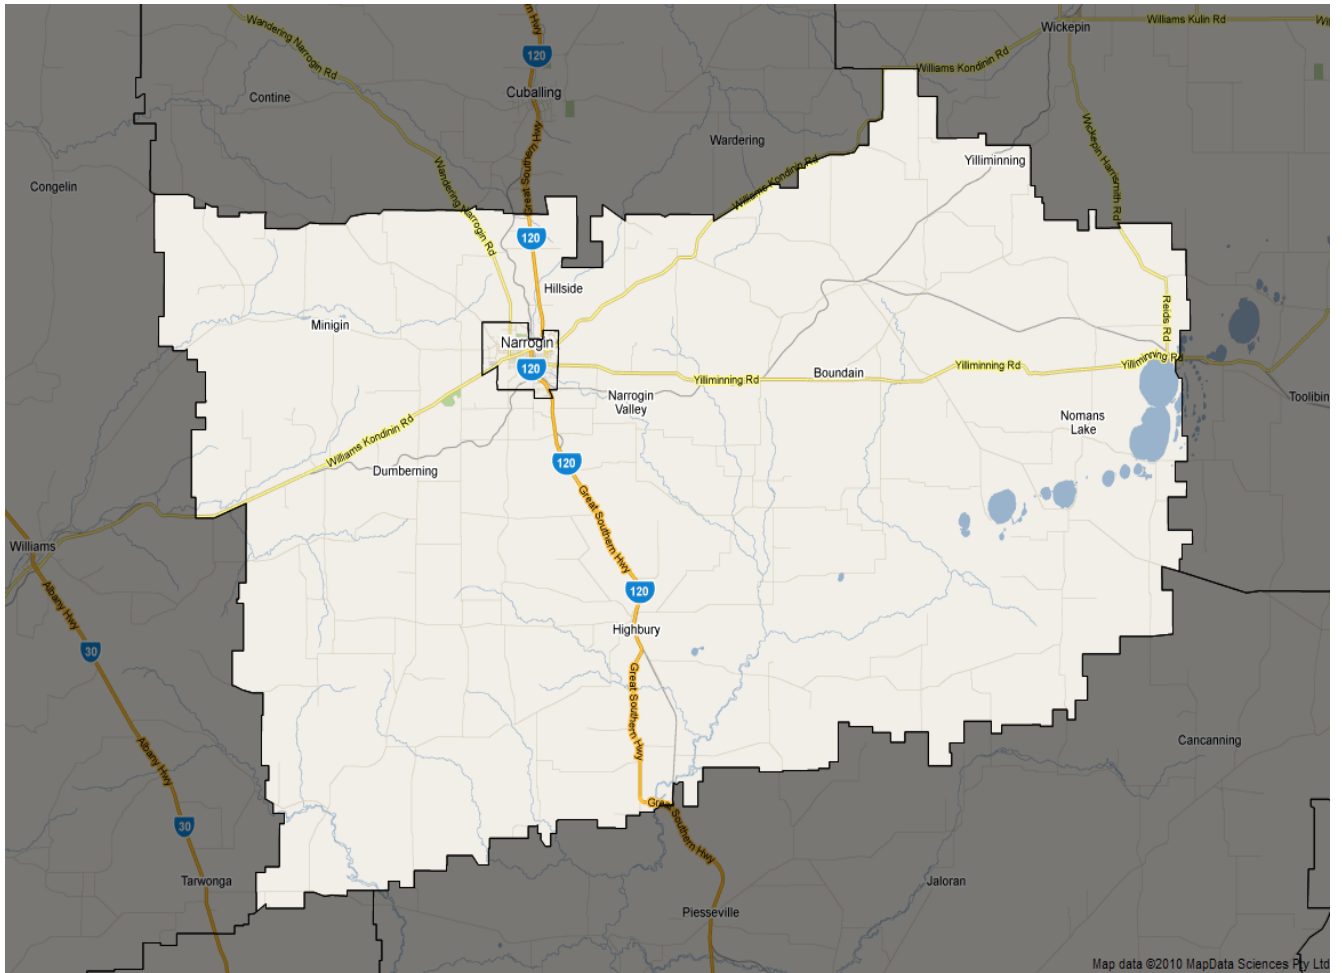 Williams Kulin Rd
Wi
Wickepin
Wandering Narrogin Rd
Hwy
120
Williams Kondinin Rd
Contine
Cuballing
Wardering
Great Southern Hwy
Wickepin Harrismith Rd
Yilliminning
Congelin
Wandering Narrogin Rd
Williams Kondinin Rd
120
Hillside
Minigin
Reids Rd
Narrogin
120
Yilliminning Rd
Yilliminning Rd
Boundain
Yilliminning Rd
Toolibin
Narrogin
Valley
Nomans
Lake
Williams Kondinin Rd
Dumberning
120
Great Southern Hwy
Williams
Albany Hwy
120
Highbury
30
Great Southern Hwy
Cancanning
Albany Hwy
Great Southern Hwy
30
Tarwonga
Jaloran
Piesseville
Map data ©2010 MapData Sciences Pty Ltd